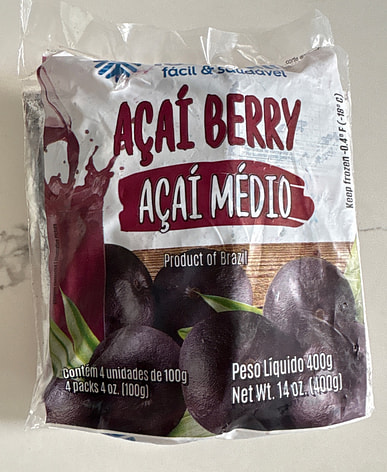 fácil & saudável
AÇAÍ BERRY
AÇAÍ MÉDIO
Product of Brazil
Keep frozen -0.4° F (-18° C)
Contém 4 unidades de 100g
4 packs 4 oz. (100g)
Peso Líquido 400g
Net Wt. 14 oz. (400g)